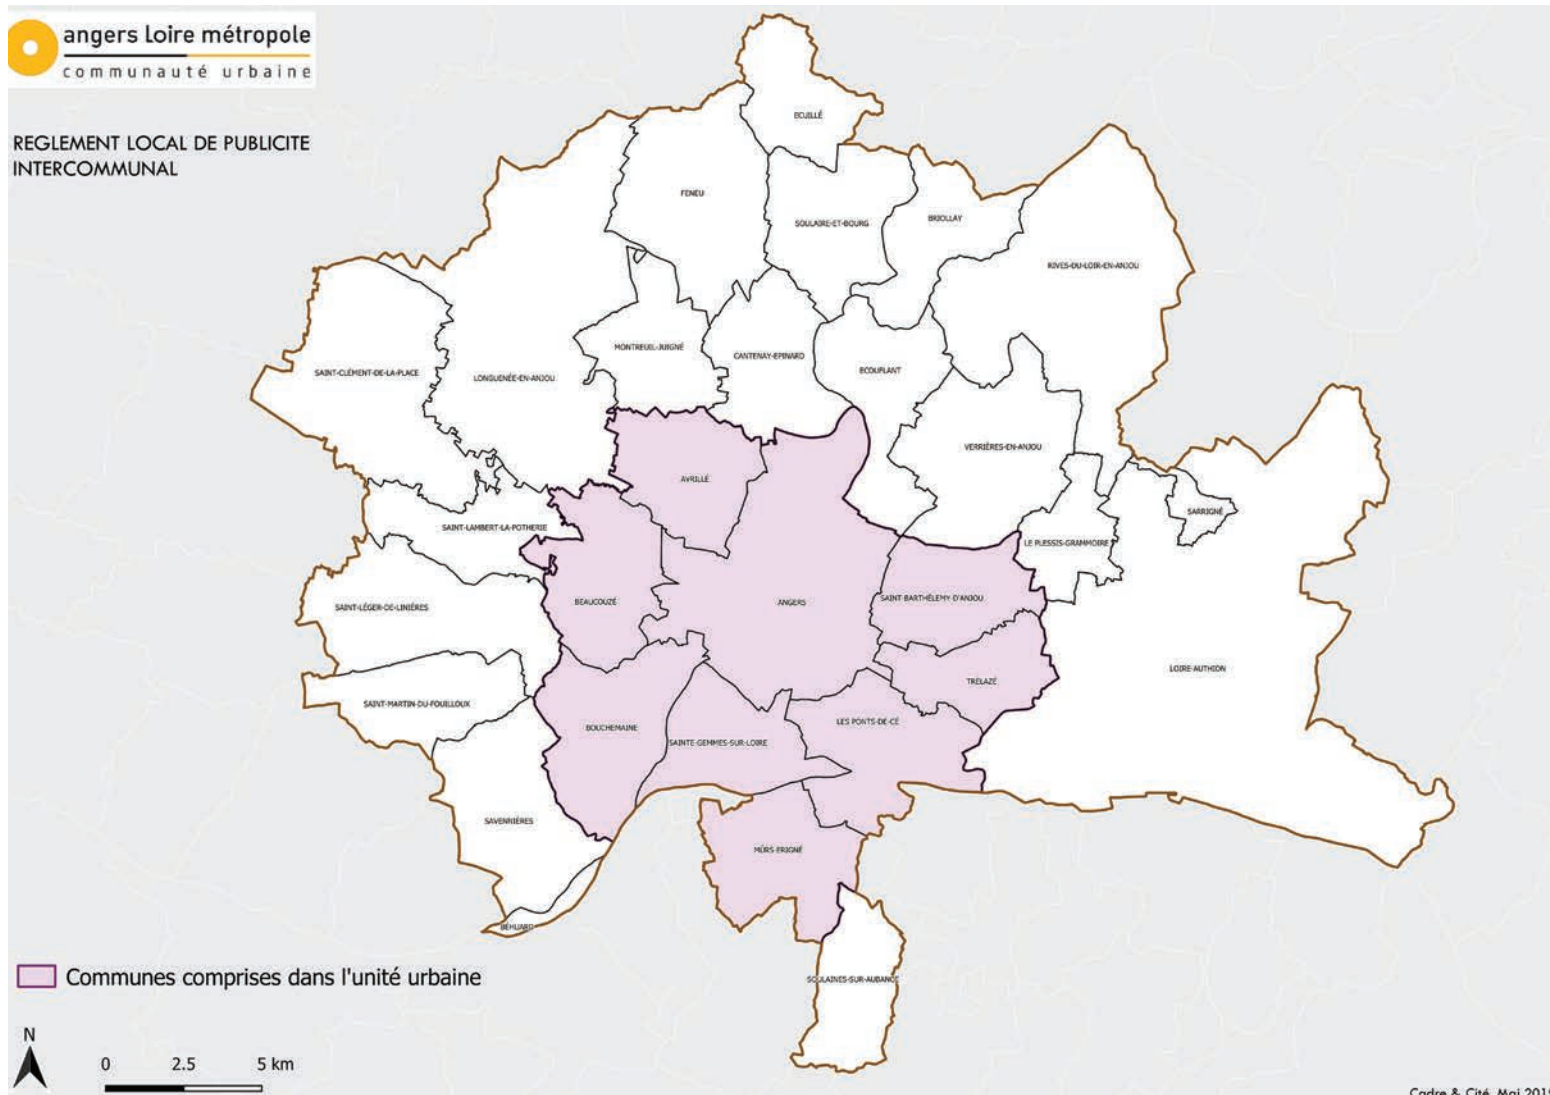 angers Loire métropole
communauté urbaine
REGLEMENT LOCAL DE PUBLICITE
INTERCOMMUNAL
ECUILLÉ
FENEU
SOULAIRE-ET-BOURG
BRIOLLAY
RIVES-DU-LOIR-EN-ANJOU
MONTREUIL-JUIGNÉ
CANTENAY-EPINARD
ECOUFLANT
SAINT-CLÉMENT-DE-LA-PLACE
LONGUENÉE-EN-ANJOU
VERRIÈRES-EN-ANJOU
AVRILLÉ
SARRIGNÉ
SAINT-LAMBERT-LA-POTHERIE
LE PLESSIS-GRAMMOIRE
BEAUCOUZÉ
ANGERS
SAINT-BARTHÉLEMY-D'ANJOU
SAINT-LÉGER-DE-LINIÈRES
LOIRE-AUTHION
TRÉLAZÉ
SAINT-MARTIN-DU-FOUILLOUX
BOUCHEMAINE
LES PONTS-DE-CÉ
SAINTE-GEMMES-SUR-LOIRE
SAVENNIÈRES
MÛRS-ERIGNÉ
BÉHUARD
SOULAINES-SUR-AUBANCE
Communes comprises dans l'unité urbaine
N
0 2.5 5 km
Cadre & Cité, Mai 201